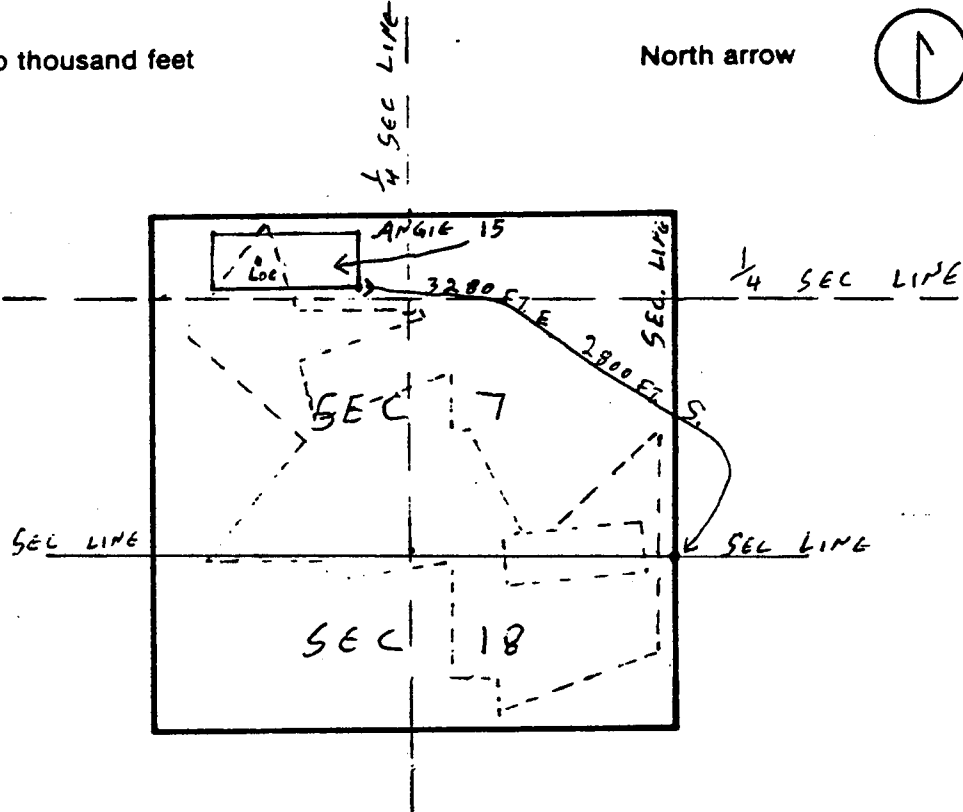 o thousand feet
North arrow
1/4 SEC LINE
ANGIE 15
LOC
SEC. LINE
1/4 SEC LINE
3280 FT. E
2800 FT. S.
SEC 7
SEC LINE
SEC LINE
SEC 18